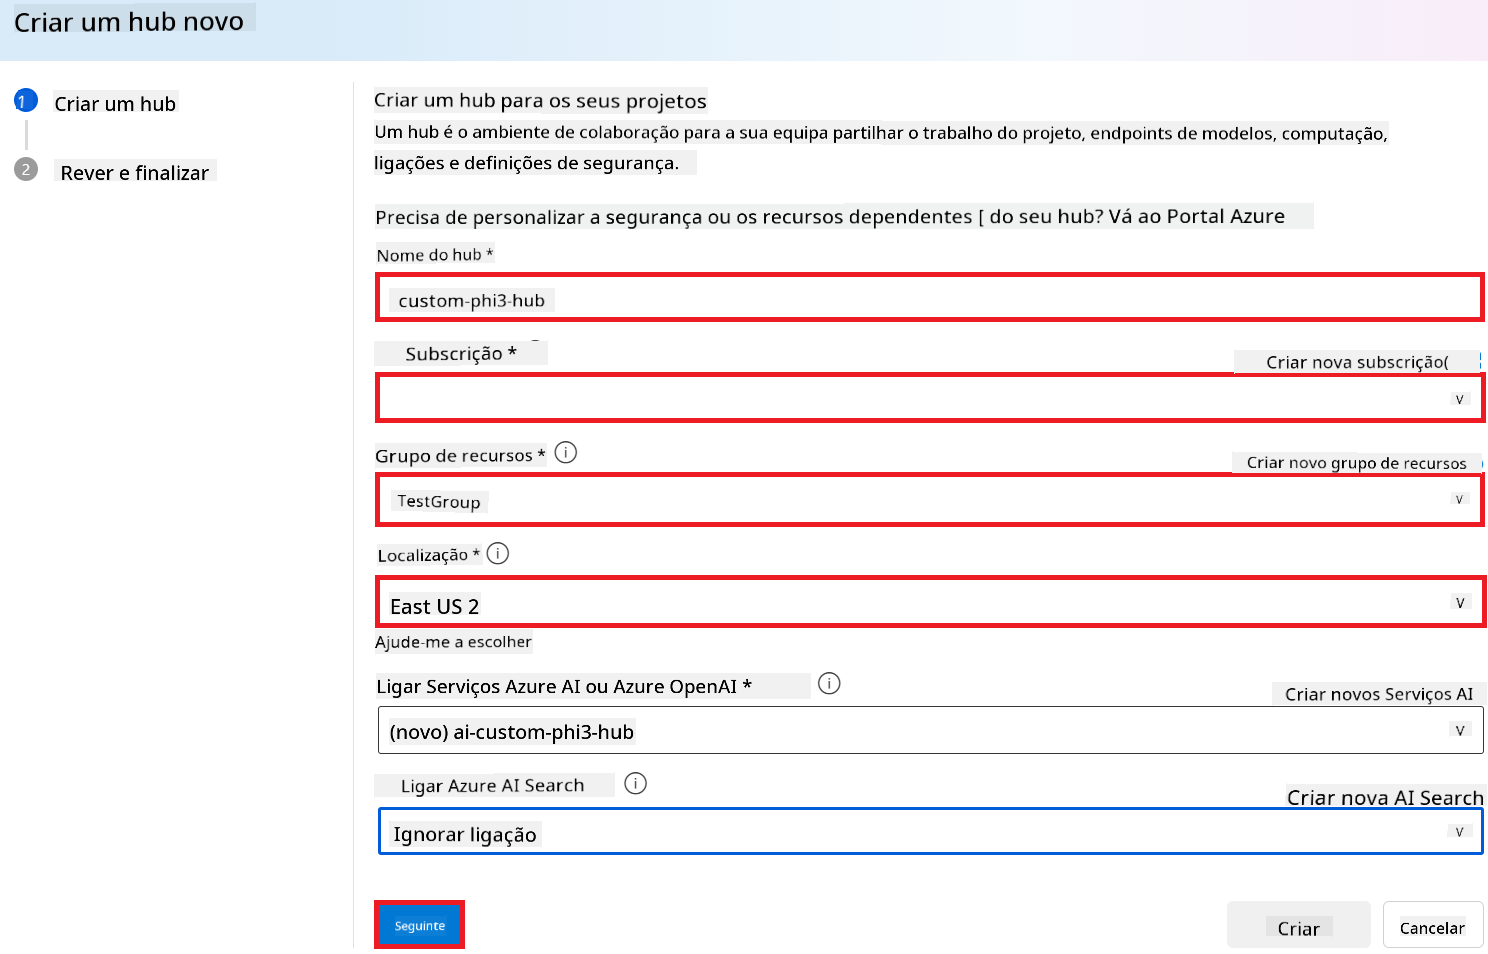 Criar um hub novo
1 Criar um hub
2 Rever e finalizar
Criar um hub para os seus projetos
Um hub é o ambiente de colaboração para a sua equipa partilhar o trabalho do projeto, endpoints de modelos, computação,
ligações e definições de segurança.
Precisa de personalizar a segurança ou os recursos dependentes [ do seu hub? Vá ao Portal Azure
Nome do hub *
custom-phi3-hub
Subscrição *
Criar nova subscrição(
v
Grupo de recursos * i
Criar novo grupo de recursos
TestGroup v
Localização * i
East US 2 v
Ajude-me a escolher
Ligar Serviços Azure AI ou Azure OpenAI * i
Criar novos Serviços AI
(novo) ai-custom-phi3-hub v
Ligar Azure AI Search i
Criar nova AI Search
Ignorar ligação v
Seguinte Criar Cancelar